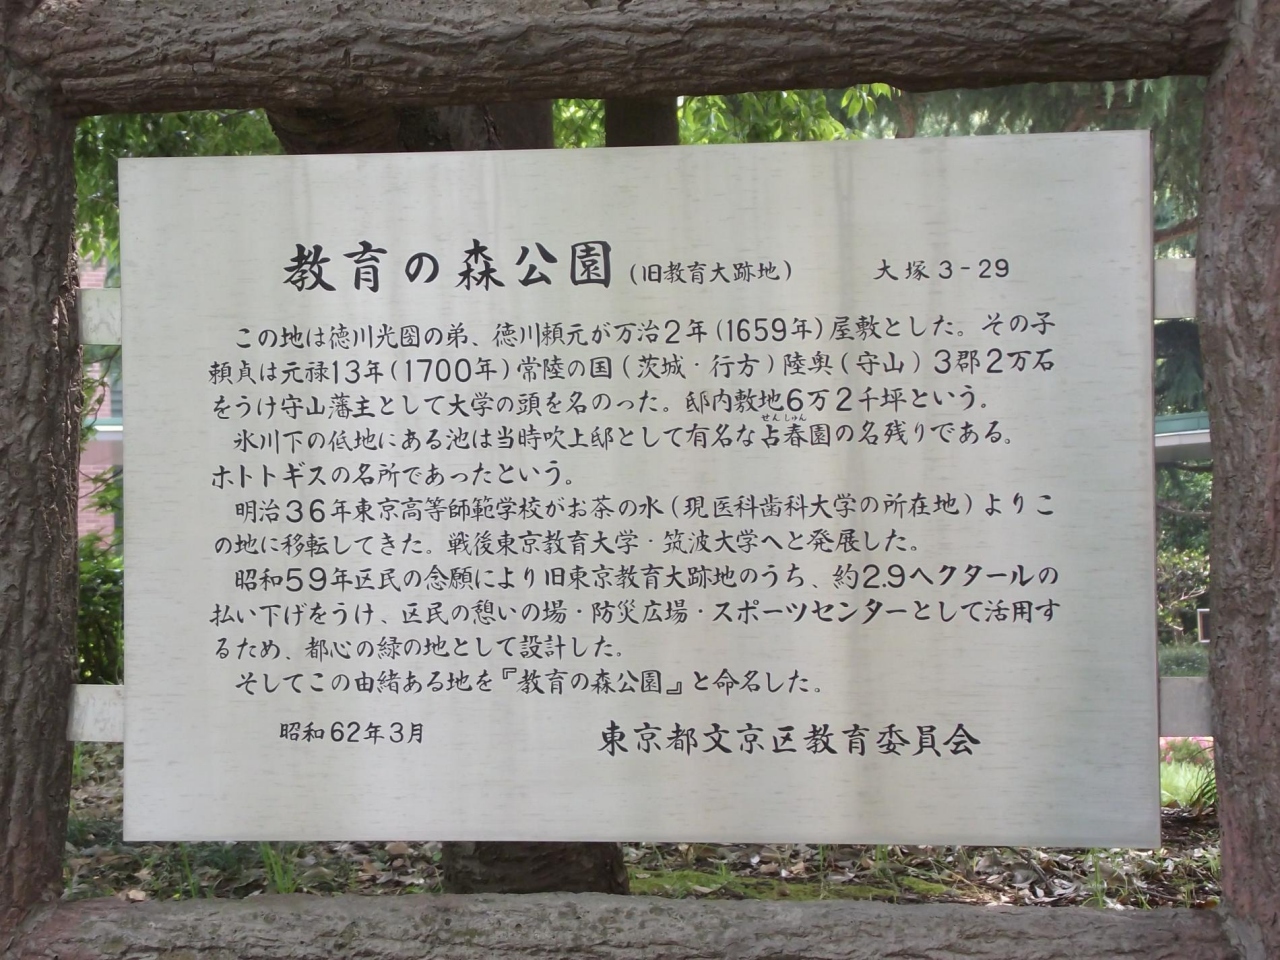 教育の森公園(旧教育大跡地) 大塚3-29
この地は徳川光圀の弟、徳川頼元が万治2年(1659年)屋敷とした。その子
頼貞は元禄13年(1700年)常陸の国(茨城・行方)陸奥(守山)3郡2万石
をうけ守山藩主として大学の頭を名のった。邸内敷地6万2千坪という。
せんしゅん
氷川下の低地にある池は当時吹上邸として有名な占春園の名残りである。
ホトトギスの名所であったという。
明治36年東京高等師範学校がお茶の水(現医科歯科大学の所在地)よりこ
の地に移転してきた。戦後東京教育大学・筑波大学へと発展した。
昭和59年区民の念願により旧東京教育大跡地のうち、約2.9ヘクタールの
払い下げをうけ、区民の憩いの場・防災広場・スポーツセンターとして活用す
るため、都心の緑の地として設計した。
そしてこの由緒ある地を『教育の森公園』と命名した。
昭和62年3月 東京都文京区教育委員会